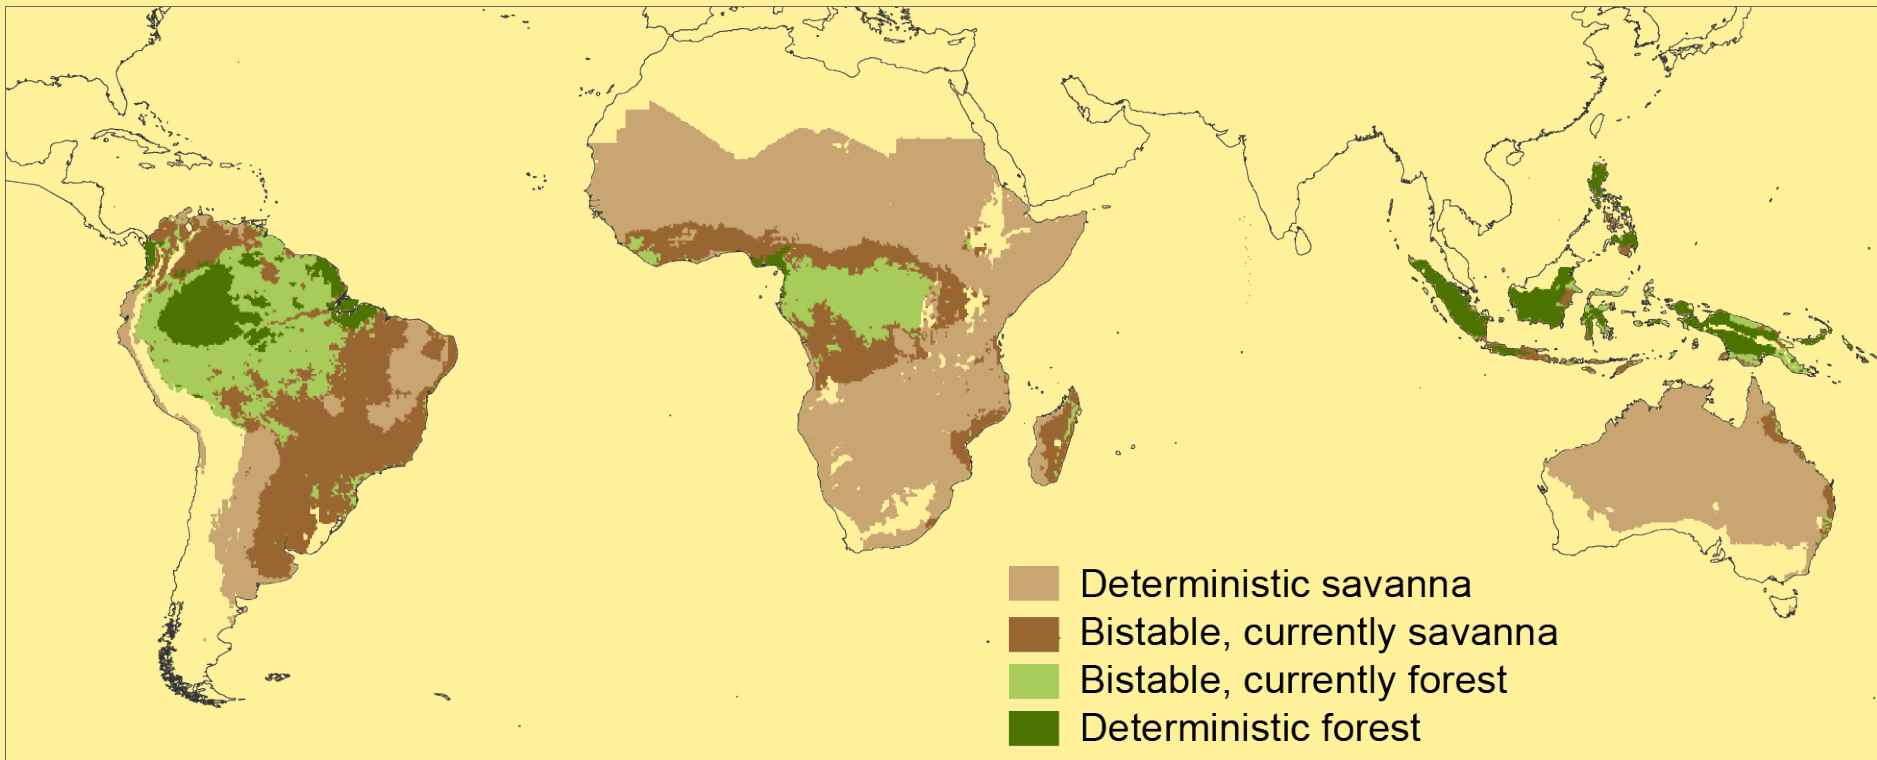 Deterministic savanna
Bistable, currently savanna
Bistable, currently forest
Deterministic forest